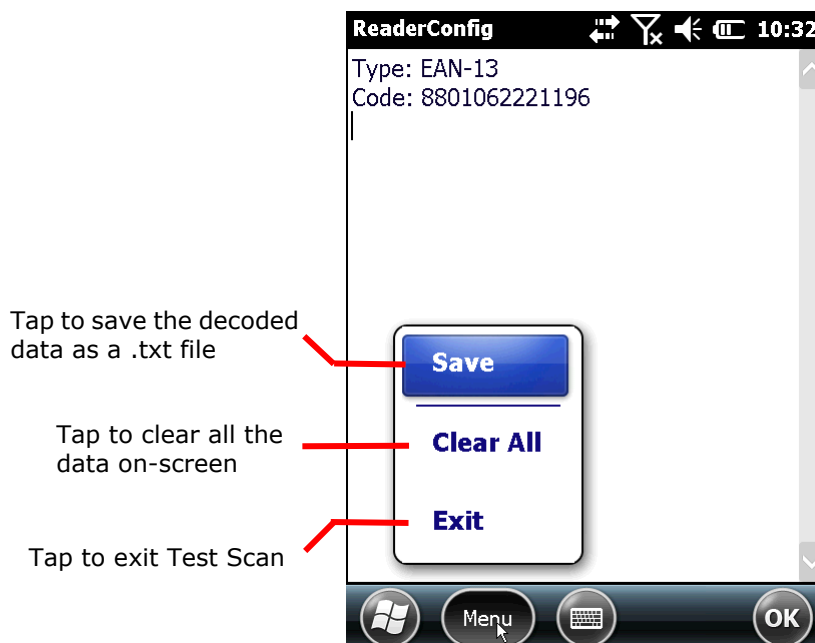 ReaderConfig 10:32
Type: EAN-13
Code: 8801062221196
Tap to save the decoded
data as a .txt file
Save
Tap to clear all the
data on-screen
Clear All
Exit
Tap to exit Test Scan
Menu
OK